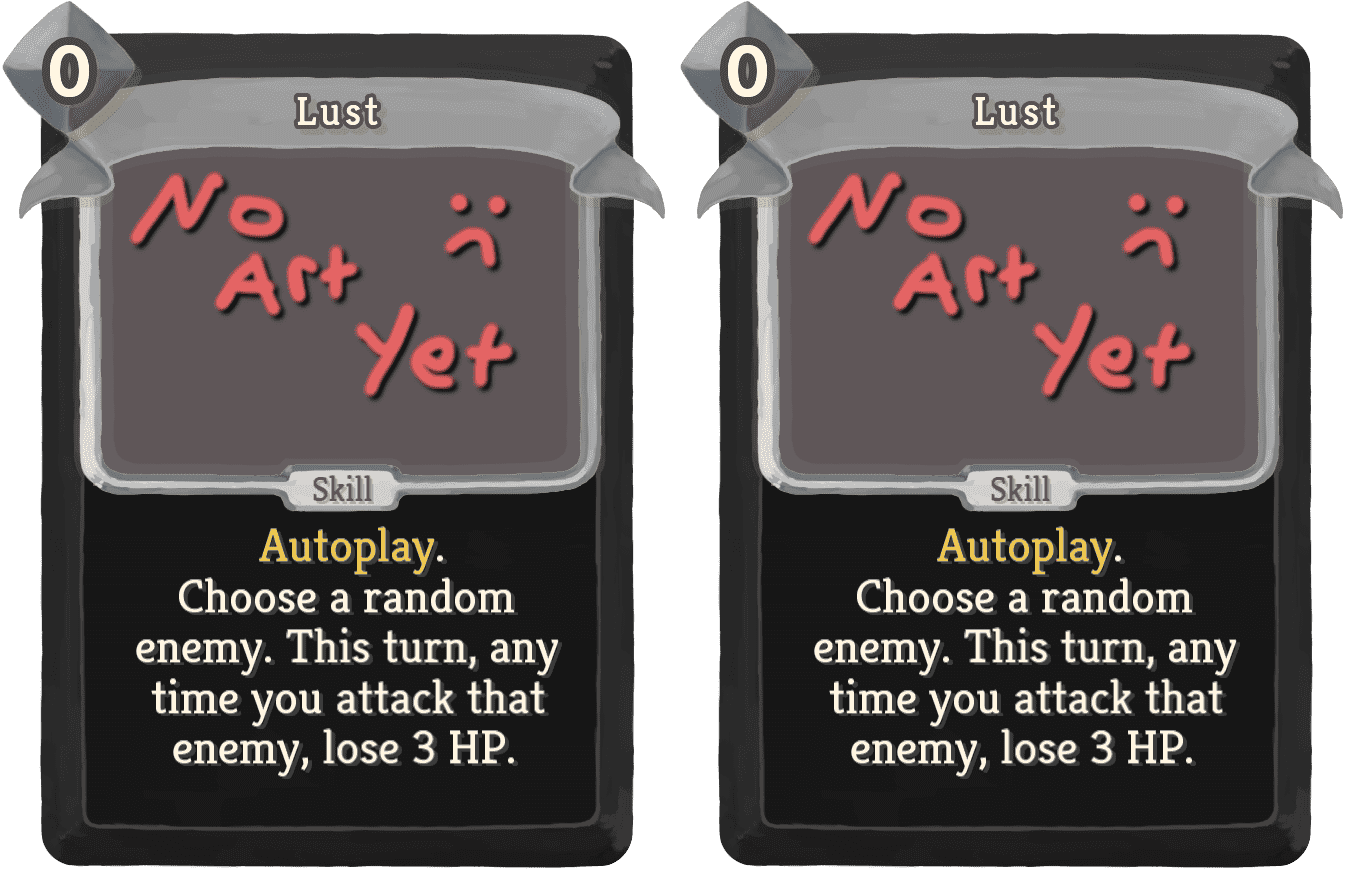 0
Lust
No
Art
Yet
:(
Skill
Autoplay.
Choose a random
enemy. This turn, any
time you attack that
enemy, lose 3 HP.
0
Lust
No
Art
Yet
:(
Skill
Autoplay.
Choose a random
enemy. This turn, any
time you attack that
enemy, lose 3 HP.